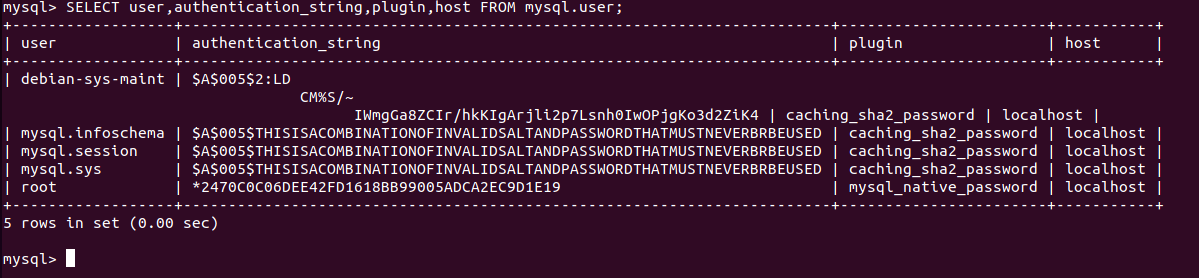 mysql> SELECT user,authentication_string,plugin,host FROM mysql.user;
+------------------+------------------------------------------------------------------------+-----------------------+-----------+
| user             | authentication_string                                                  | plugin                | host      |
+------------------+------------------------------------------------------------------------+-----------------------+-----------+
| debian-sys-maint | $A$005$2:LD
                                 CM%S/~
                                       IWmgGa8ZCIr/hkKIgArjli2p7Lsnh0IwOPjgKo3d2ZiK4 | caching_sha2_password | localhost |
| mysql.infoschema | $A$005$THISISACOMBINATIONOFINVALIDSALTANDPASSWORDTHATMUSTNEVERBRBEUSED | caching_sha2_password | localhost |
| mysql.session    | $A$005$THISISACOMBINATIONOFINVALIDSALTANDPASSWORDTHATMUSTNEVERBRBEUSED | caching_sha2_password | localhost |
| mysql.sys        | $A$005$THISISACOMBINATIONOFINVALIDSALTANDPASSWORDTHATMUSTNEVERBRBEUSED | caching_sha2_password | localhost |
| root             | *2470C0C06DEE42FD1618BB99005ADCA2EC9D1E19                              | mysql_native_password | localhost |
+------------------+------------------------------------------------------------------------+-----------------------+-----------+
5 rows in set (0.00 sec)
mysql>